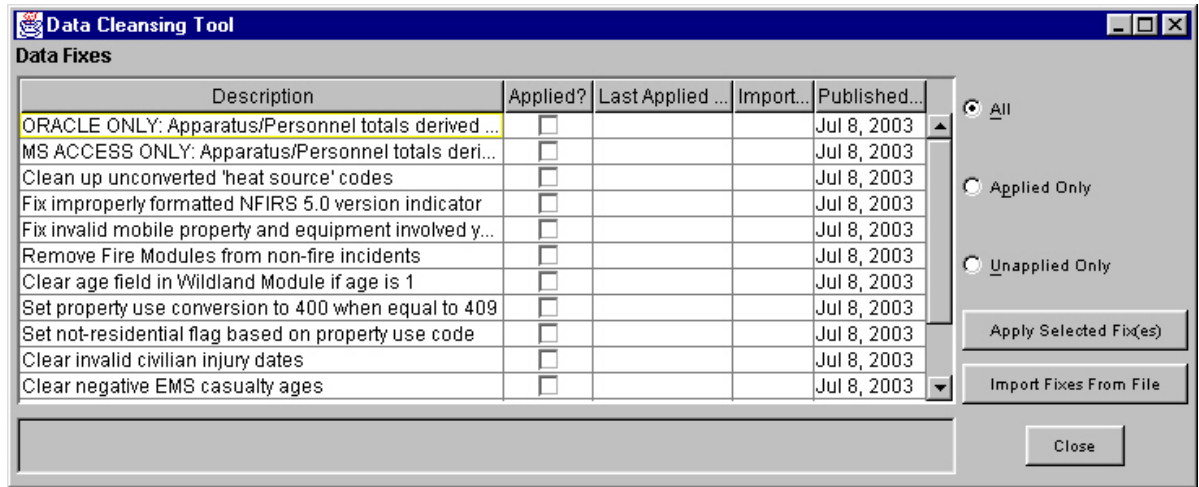 Data Cleansing Tool
Data Fixes
Description Applied? Last Applied ... Import... Published...
ORACLE ONLY: Apparatus/Personnel totals derived ... Jul 8, 2003
MS ACCESS ONLY: Apparatus/Personnel totals deri... Jul 8, 2003
Clean up unconverted 'heat source' codes Jul 8, 2003
Fix improperly formatted NFIRS 5.0 version indicator Jul 8, 2003
Fix invalid mobile property and equipment involved y... Jul 8, 2003
Remove Fire Modules from non-fire incidents Jul 8, 2003
Clear age field in Wildland Module if age is 1 Jul 8, 2003
Set property use conversion to 400 when equal to 409 Jul 8, 2003
Set not-residential flag based on property use code Jul 8, 2003
Clear invalid civilian injury dates Jul 8, 2003
Clear negative EMS casualty ages Jul 8, 2003
All
Applied Only
Unapplied Only
Apply Selected Fix(es)
Import Fixes From File
Close